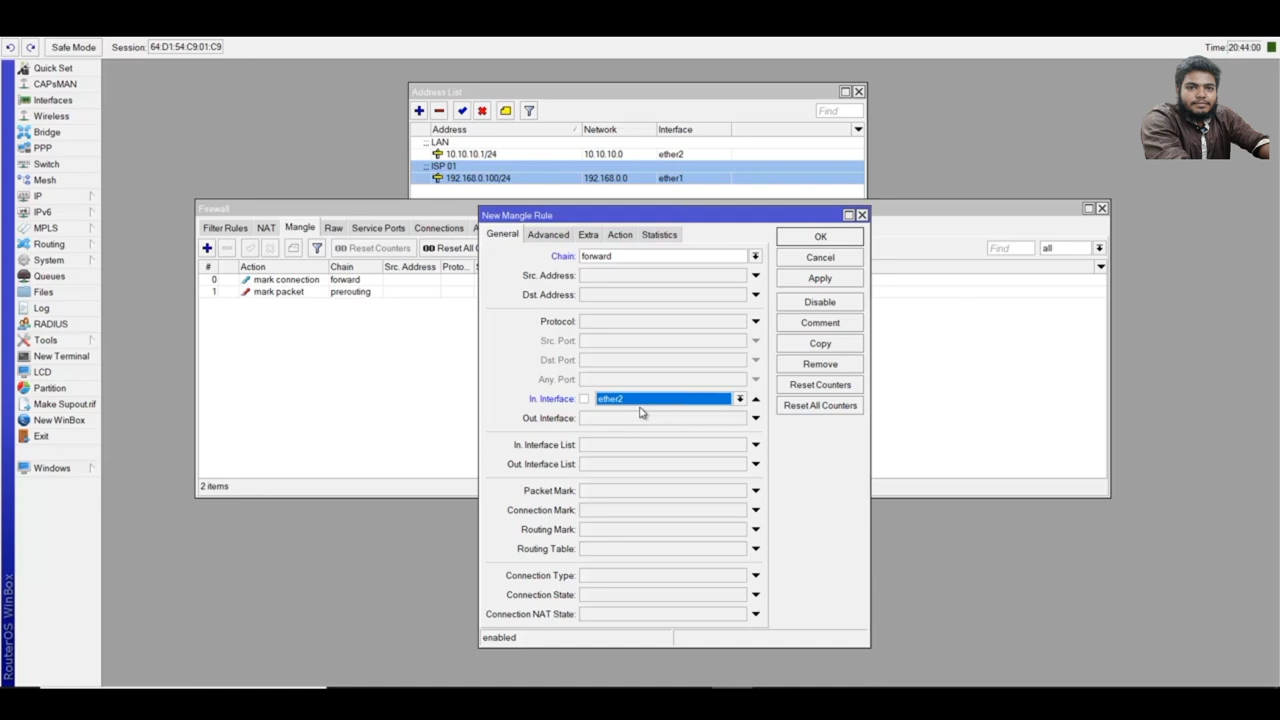 Safe Mode Session: 64:D1:54:C9:01:C9 Time: 20:44:00
Quick Set
CAPsMAN
Interfaces
Wireless
Bridge
PPP
Switch
Mesh
IP
IPv6
MPLS
Routing
System
Queues
Files
Log
RADIUS
Tools
New Terminal
LCD
Partition
Make Supout.rif
New WinBox
Exit
Windows
RouterOS WinBox
Address List
Find
Address Network Interface
::: LAN
10.10.10.1/24 10.10.10.0 ether2
::: ISP 01
192.168.0.100/24 192.168.0.0 ether1
Firewall
Filter Rules NAT Mangle Raw Service Ports Connections
00 Reset Counters 00 Reset All C Find all
# Action Chain Src. Address Proto...
0 mark connection forward
1 mark packet prerouting
2 items
New Mangle Rule
General Advanced Extra Action Statistics
Chain: forward
Src. Address:
Dst. Address:
Protocol:
Src. Port:
Dst. Port:
Any. Port:
In. Interface: ether2
Out. Interface:
In. Interface List:
Out. Interface List:
Packet Mark:
Connection Mark:
Routing Mark:
Routing Table:
Connection Type:
Connection State:
Connection NAT State:
enabled
OK
Cancel
Apply
Disable
Comment
Copy
Remove
Reset Counters
Reset All Counters